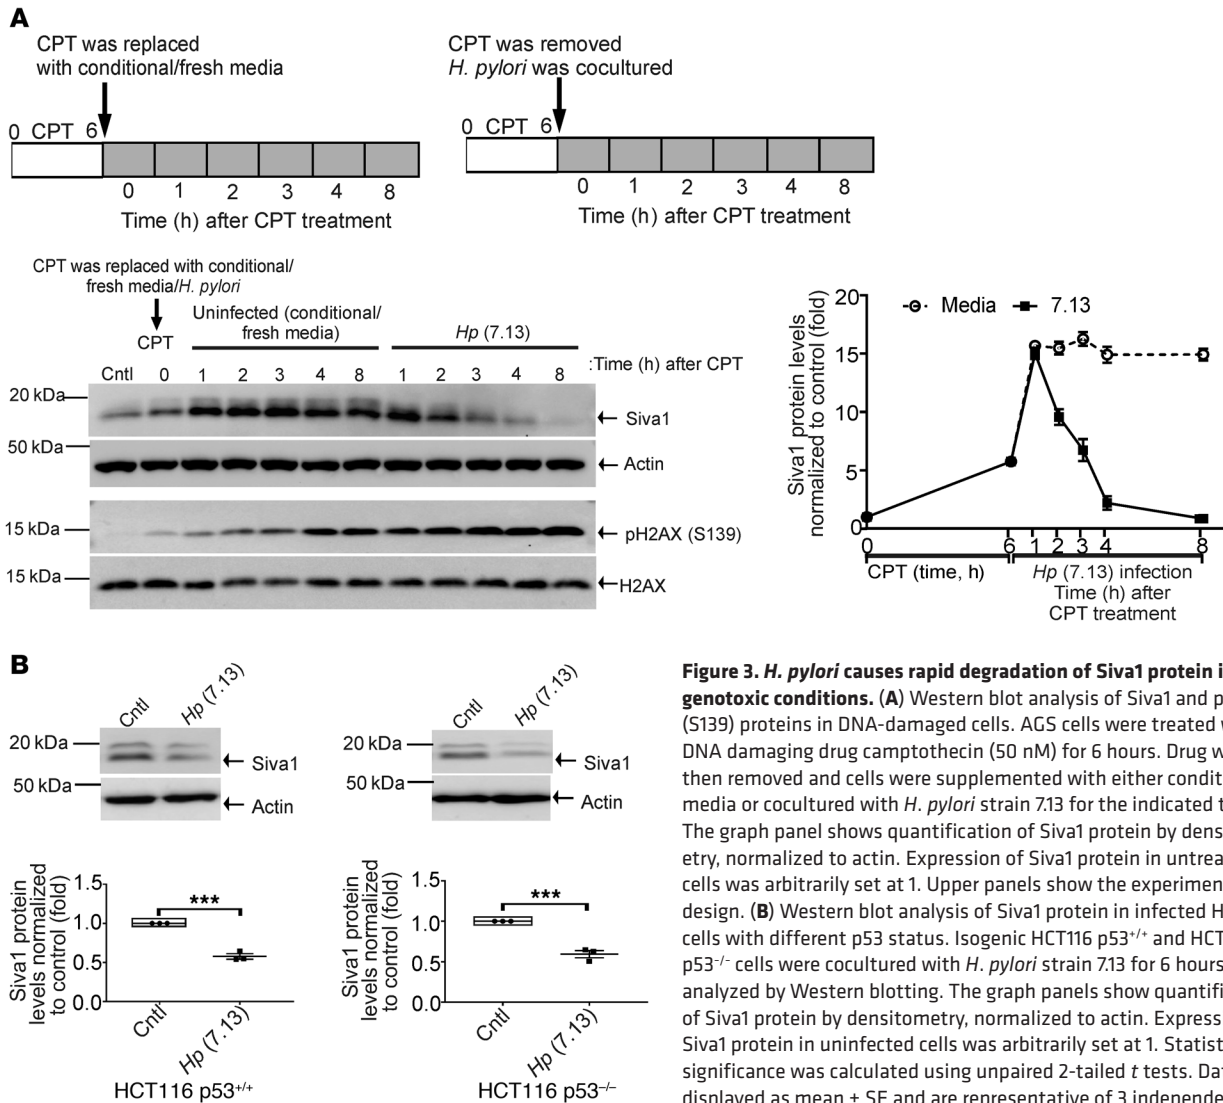 A
CPT was replaced
with conditional/fresh media
0 CPT 6
0 1 2 3 4 8
Time (h) after CPT treatment
CPT was removed
H. pylori was cocultured
0 CPT 6
0 1 2 3 4 8
Time (h) after CPT treatment
CPT was replaced with conditional/
fresh media/H. pylori
CPT
Uninfected (conditional/
fresh media)
Hp (7.13)
Cntl 0 1 2 3 4 8 1 2 3 4 8 :Time (h) after CPT
20 kDa
Siva1
50 kDa
Actin
15 kDa
pH2AX (S139)
15 kDa
H2AX
Siva1 protein levels
normalized to control (fold)
20
15
10
5
0
Media 7.13
0 6 1 2 3 4 8
CPT (time, h)
Hp (7.13) infection
Time (h) after
CPT treatment
B
Cntl Hp (7.13)
20 kDa
Siva1
50 kDa
Actin
Siva1 protein
levels normalized
to control (fold)
1.5
1.0
0.5
0.0
***
Cntl Hp (7.13)
HCT116 p53+/+
Cntl Hp (7.13)
20 kDa
Siva1
50 kDa
Actin
Siva1 protein
levels normalized
to control (fold)
1.5
1.0
0.5
0.0
***
Cntl Hp (7.13)
HCT116 p53–/–
Figure 3. H. pylori causes rapid degradation of Siva1 protein i
genotoxic conditions. (A) Western blot analysis of Siva1 and p
(S139) proteins in DNA-damaged cells. AGS cells were treated
DNA damaging drug camptothecin (50 nM) for 6 hours. Drug w
then removed and cells were supplemented with either condit
media or cocultured with H. pylori strain 7.13 for the indicated t
The graph panel shows quantification of Siva1 protein by dens
etry, normalized to actin. Expression of Siva1 protein in untrea
cells was arbitrarily set at 1. Upper panels show the experimen
design. (B) Western blot analysis of Siva1 protein in infected H
cells with different p53 status. Isogenic HCT116 p53+/+ and HCT
p53–/– cells were cocultured with H. pylori strain 7.13 for 6 hours
analyzed by Western blotting. The graph panels show quantifi
of Siva1 protein by densitometry, normalized to actin. Express
Siva1 protein in uninfected cells was arbitrarily set at 1. Statist
significance was calculated using unpaired 2-tailed t tests. Dat
displayed as mean ± SE and are representative of 3 independe